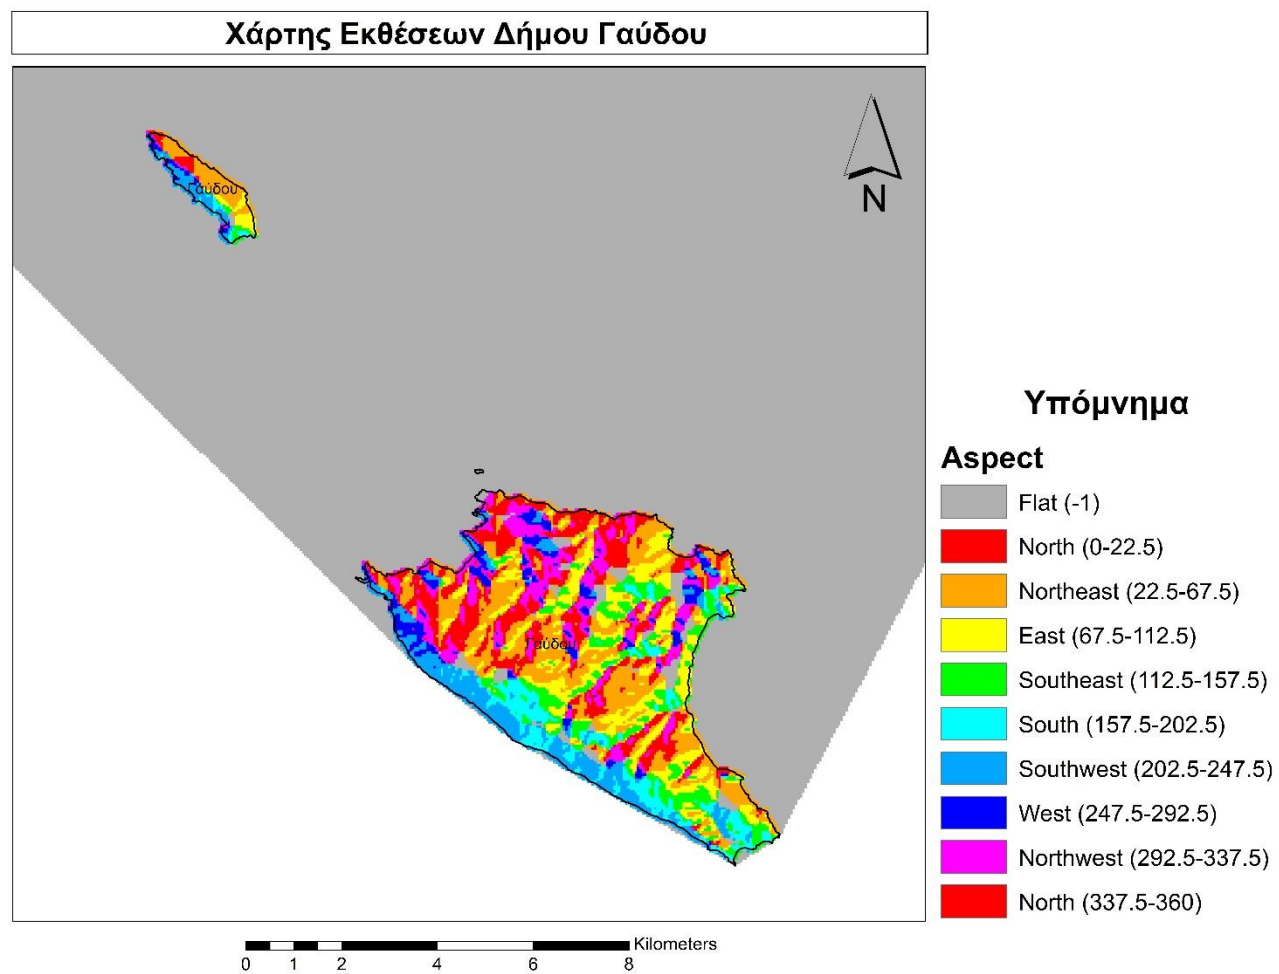 Χάρτης Εκθέσεων Δήμου Γαύδου
Γαύδου
N
Γαύδου
Υπόμνημα
Aspect
Flat (-1)
North (0-22.5)
Northeast (22.5-67.5)
East (67.5-112.5)
Southeast (112.5-157.5)
South (157.5-202.5)
Southwest (202.5-247.5)
West (247.5-292.5)
Northwest (292.5-337.5)
North (337.5-360)
Kilometers
0 1 2 4 6 8